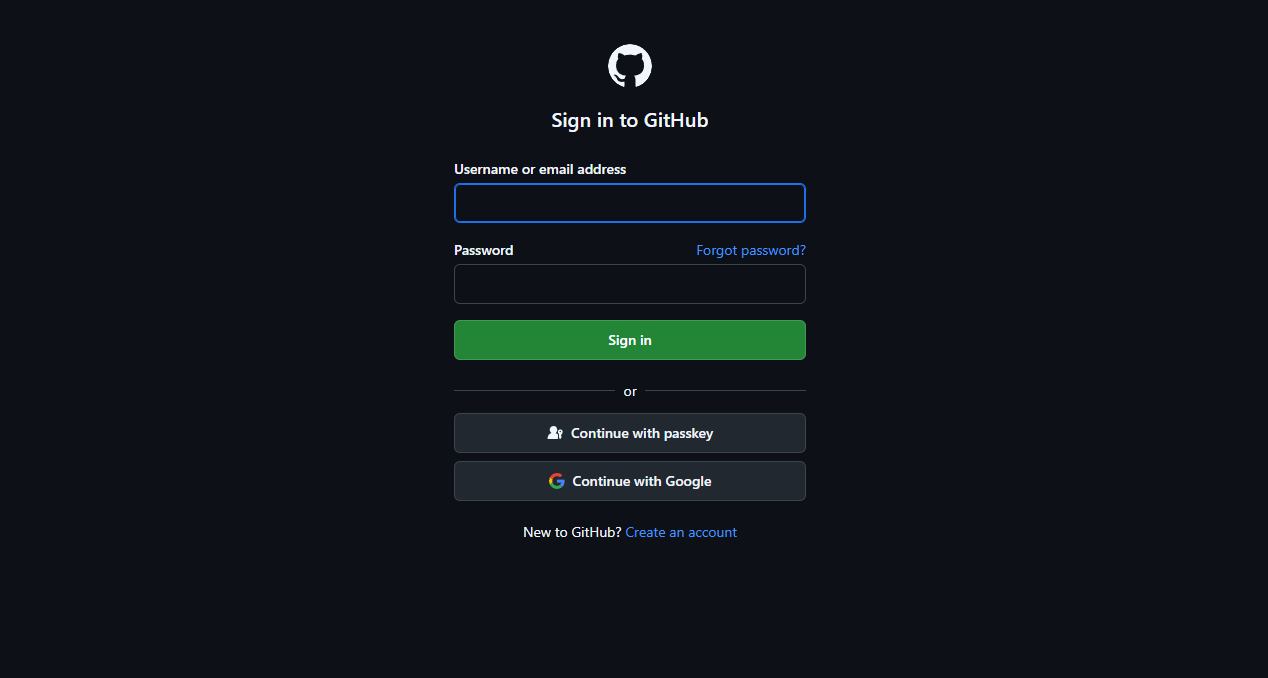 Sign in to GitHub
Username or email address
Password Forgot password?
Sign in
or
Continue with passkey
Continue with Google
New to GitHub? Create an account